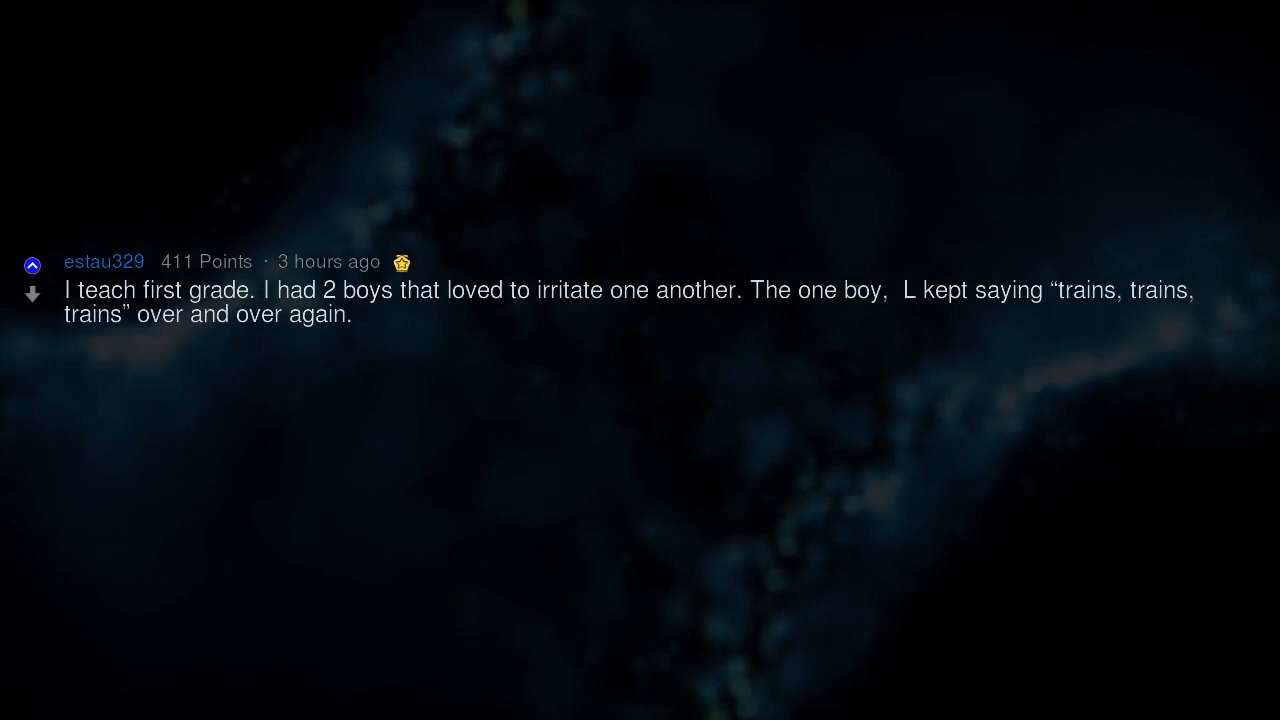 estau329 411 Points · 3 hours ago
I teach first grade. I had 2 boys that loved to irritate one another. The one boy,  L kept saying “trains, trains,
trains” over and over again.